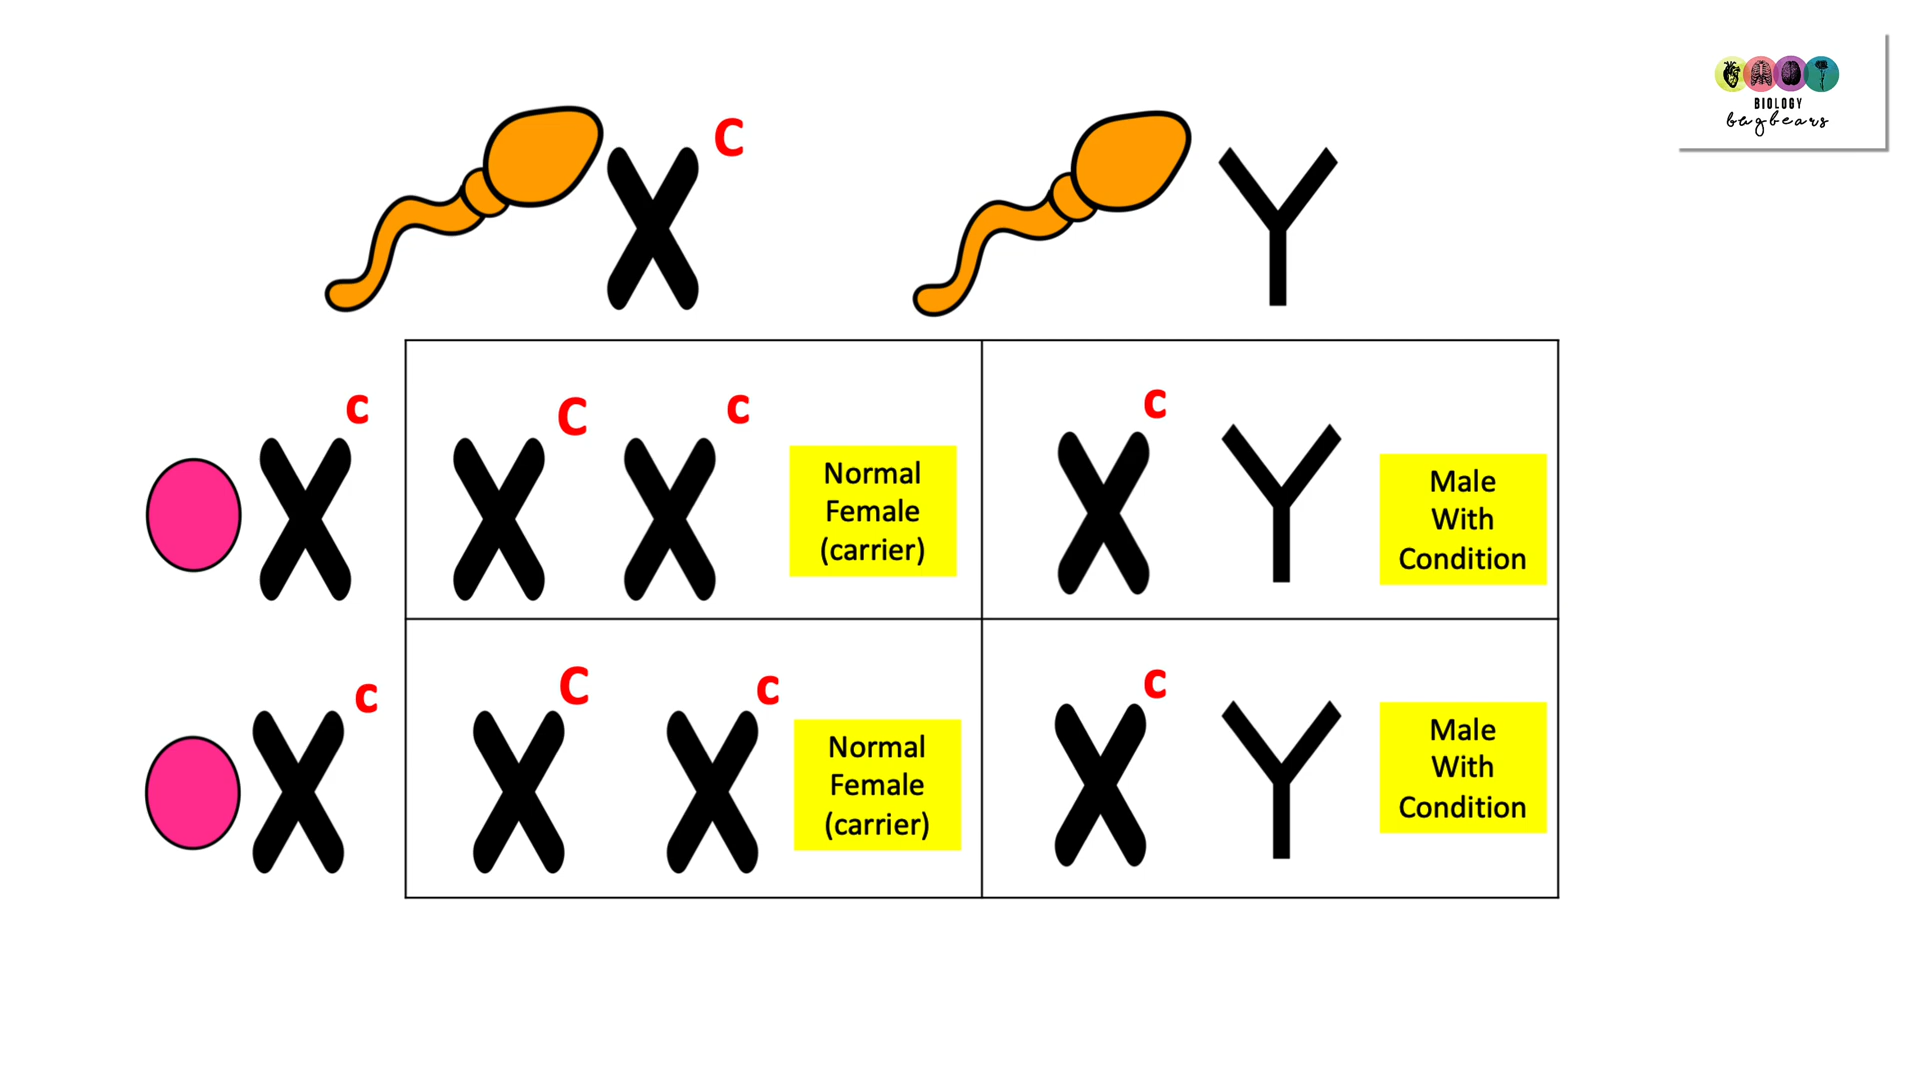 BIOLOGY
bugbears
C
X
Y
c
X
C
X
c
X
Normal
Female
(carrier)
c
X
Y
Male
With
Condition
c
X
C
X
c
X
Normal
Female
(carrier)
c
X
Y
Male
With
Condition